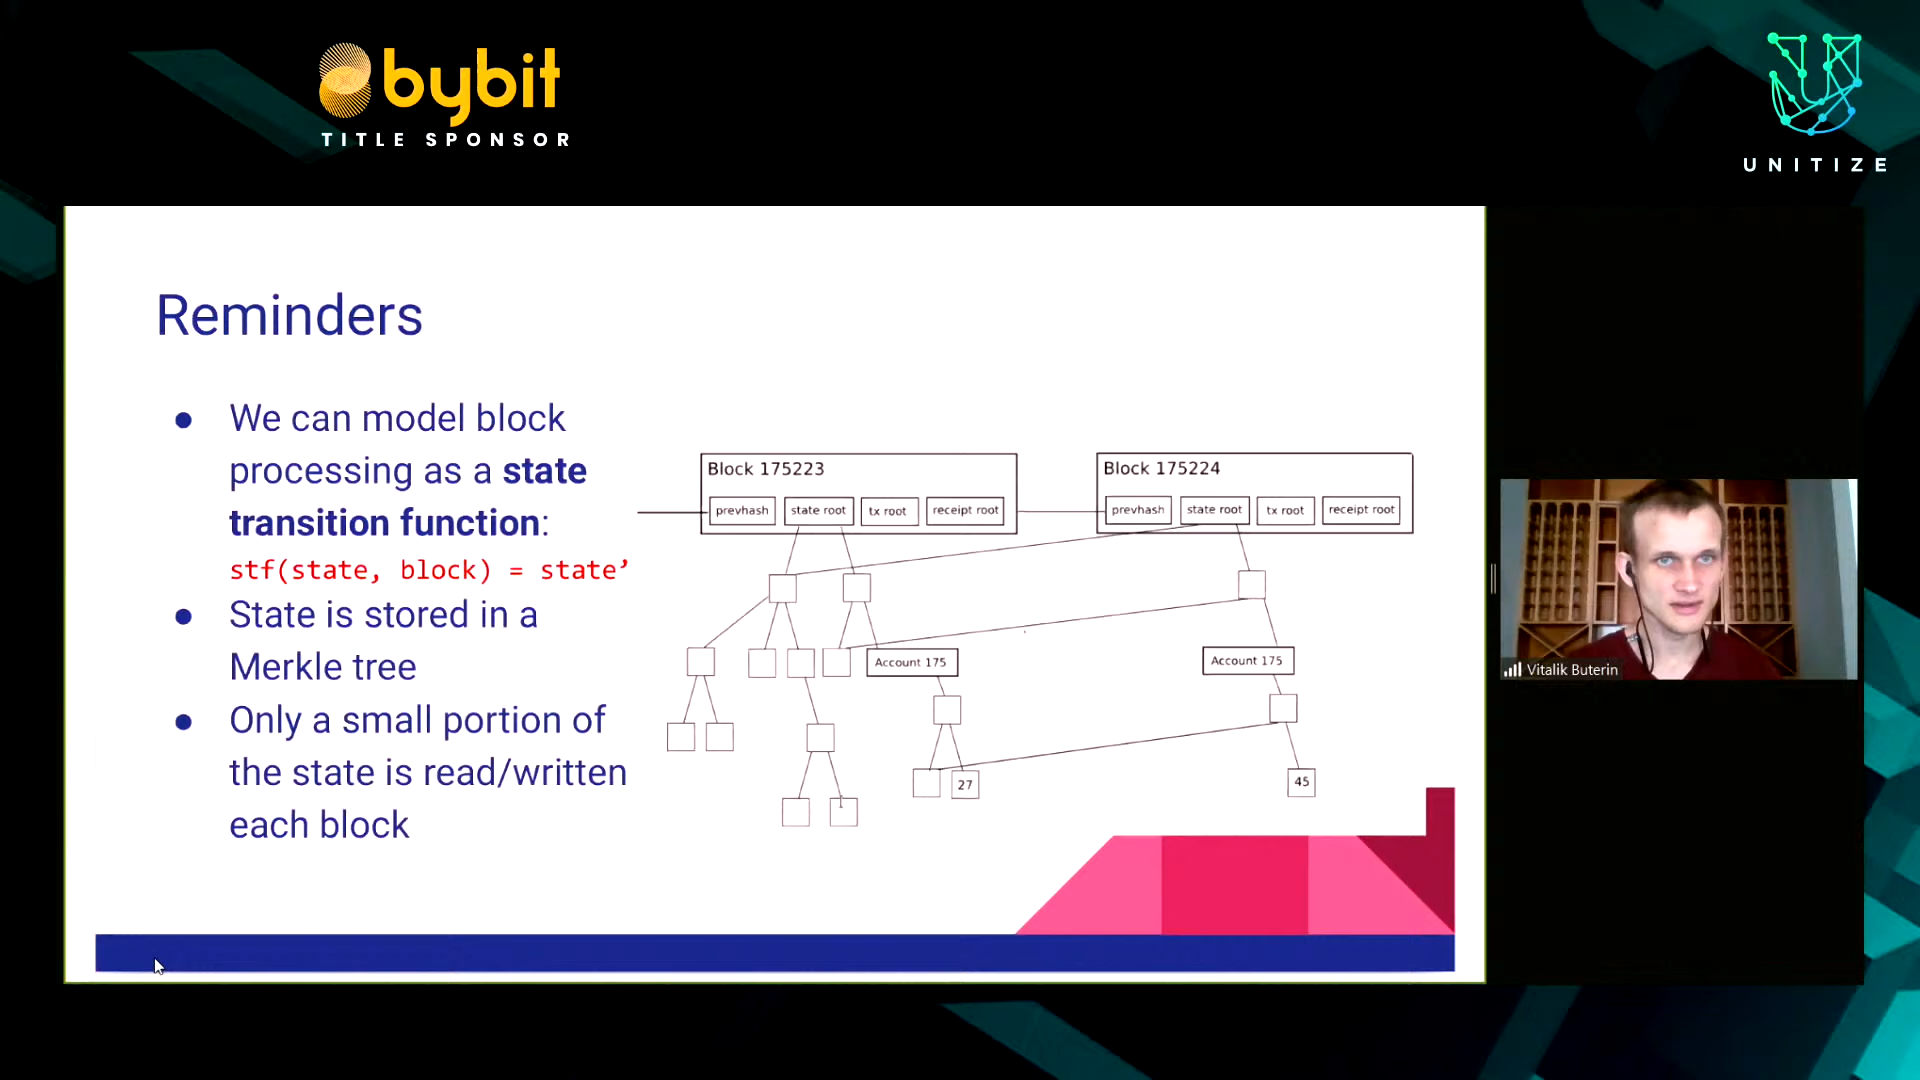 bybit
TITLE SPONSOR
UNITIZE
Reminders
● We can model block
processing as a state
transition function:
stf(state, block) = state’
● State is stored in a
Merkle tree
● Only a small portion of
the state is read/written
each block
Block 175223
prevhash state root tx root receipt root
Block 175224
prevhash state root tx root receipt root
Account 175
Account 175
27
45
Vitalik Buterin